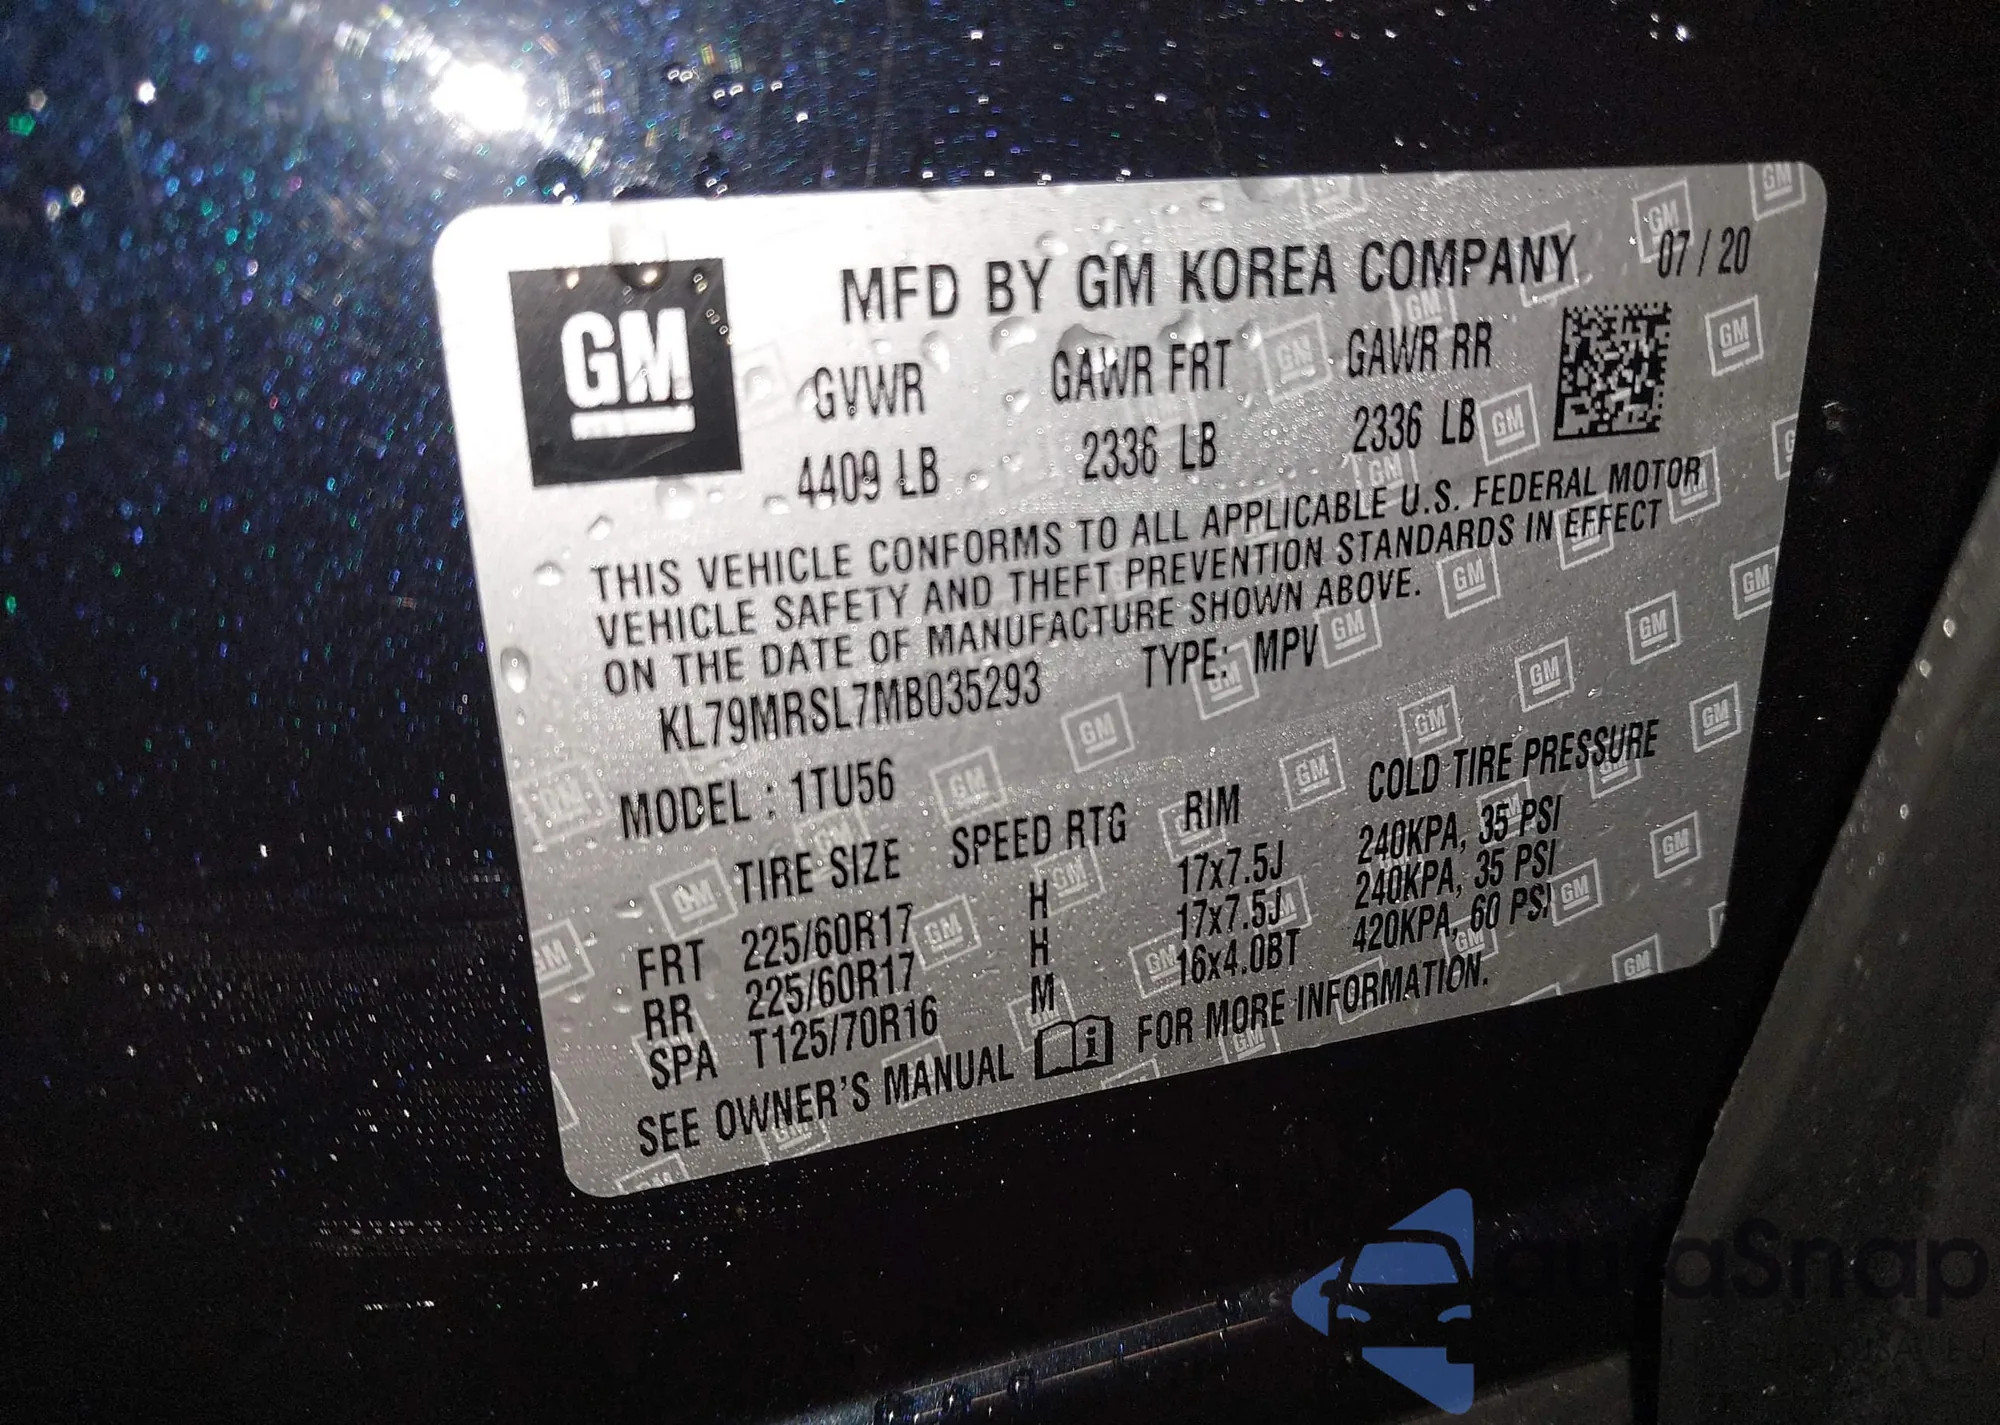 GM
MFD BY GM KOREA COMPANY 07 / 20
GVWR GAWR FRT GAWR RR
4409 LB 2336 LB 2336 LB
THIS VEHICLE CONFORMS TO ALL APPLICABLE U.S. FEDERAL MOTOR
VEHICLE SAFETY AND THEFT PREVENTION STANDARDS IN EFFECT
ON THE DATE OF MANUFACTURE SHOWN ABOVE.
KL79MRSL7MB035293 TYPE: MPV
MODEL : 1TU56
TIRE SIZE SPEED RTG RIM COLD TIRE PRESSURE
FRT 225/60R17 H 17x7.5J 240KPA, 35 PSI
RR 225/60R17 H 17x7.5J 240KPA, 35 PSI
SPA T125/70R16 M 16x4.0BT 420KPA, 60 PSI
SEE OWNER'S MANUAL FOR MORE INFORMATION.
autaSnap